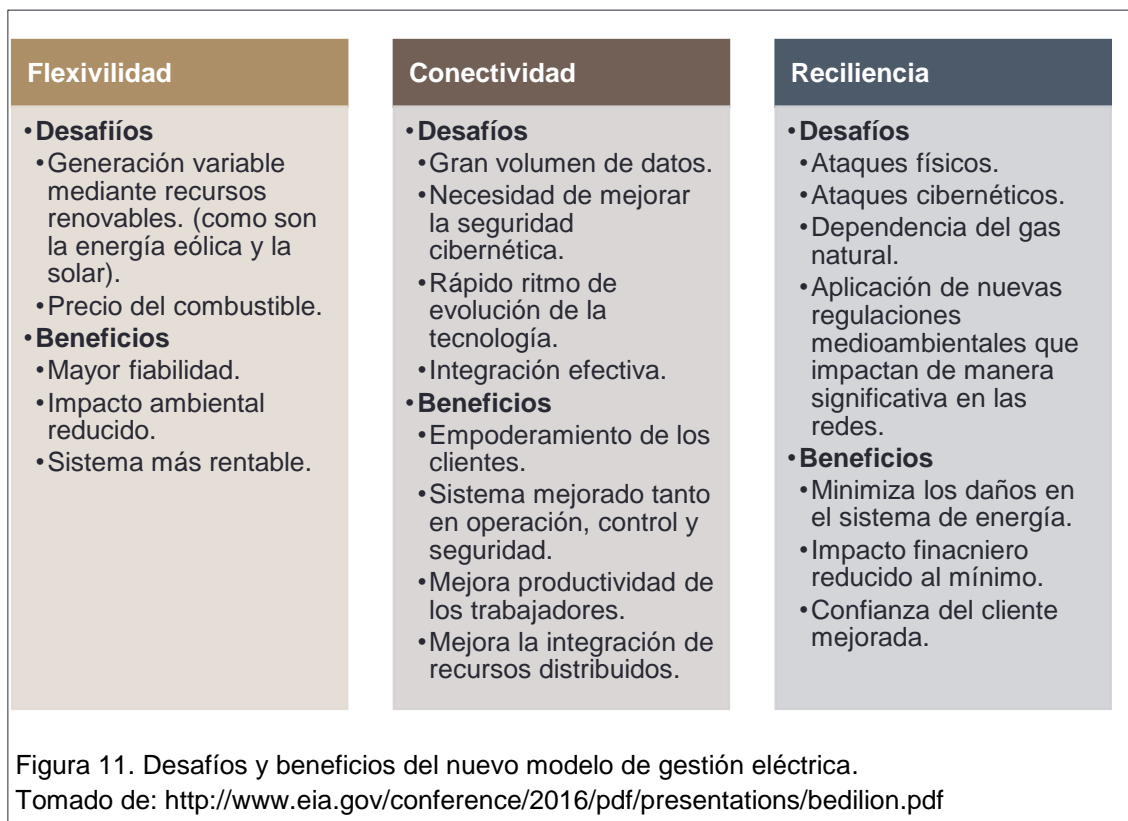 Flexivilidad
•Desafiíos
•Generación variable
mediante recursos
renovables. (como son
la energía eólica y la
solar).
•Precio del combustible.
•Beneficios
•Mayor fiabilidad.
•Impacto ambiental
reducido.
•Sistema más rentable.
Conectividad
•Desafíos
•Gran volumen de datos.
•Necesidad de mejorar
la seguridad
cibernética.
•Rápido ritmo de
evolución de la
tecnología.
•Integración efectiva.
•Beneficios
•Empoderamiento de los
clientes.
•Sistema mejorado tanto
en operación, control y
seguridad.
•Mejora productividad de
los trabajadores.
•Mejora la integración de
recursos distribuidos.
Reciliencia
•Desafíos
•Ataques físicos.
•Ataques cibernéticos.
•Dependencia del gas
natural.
•Aplicación de nuevas
regulaciones
medioambientales que
impactan de manera
significativa en las
redes.
•Beneficios
•Minimiza los daños en
el sistema de energía.
•Impacto finacniero
reducido al mínimo.
•Confianza del cliente
mejorada.
Figura 11. Desafíos y beneficios del nuevo modelo de gestión eléctrica.
Tomado de: http://www.eia.gov/conference/2016/pdf/presentations/bedilion.pdf